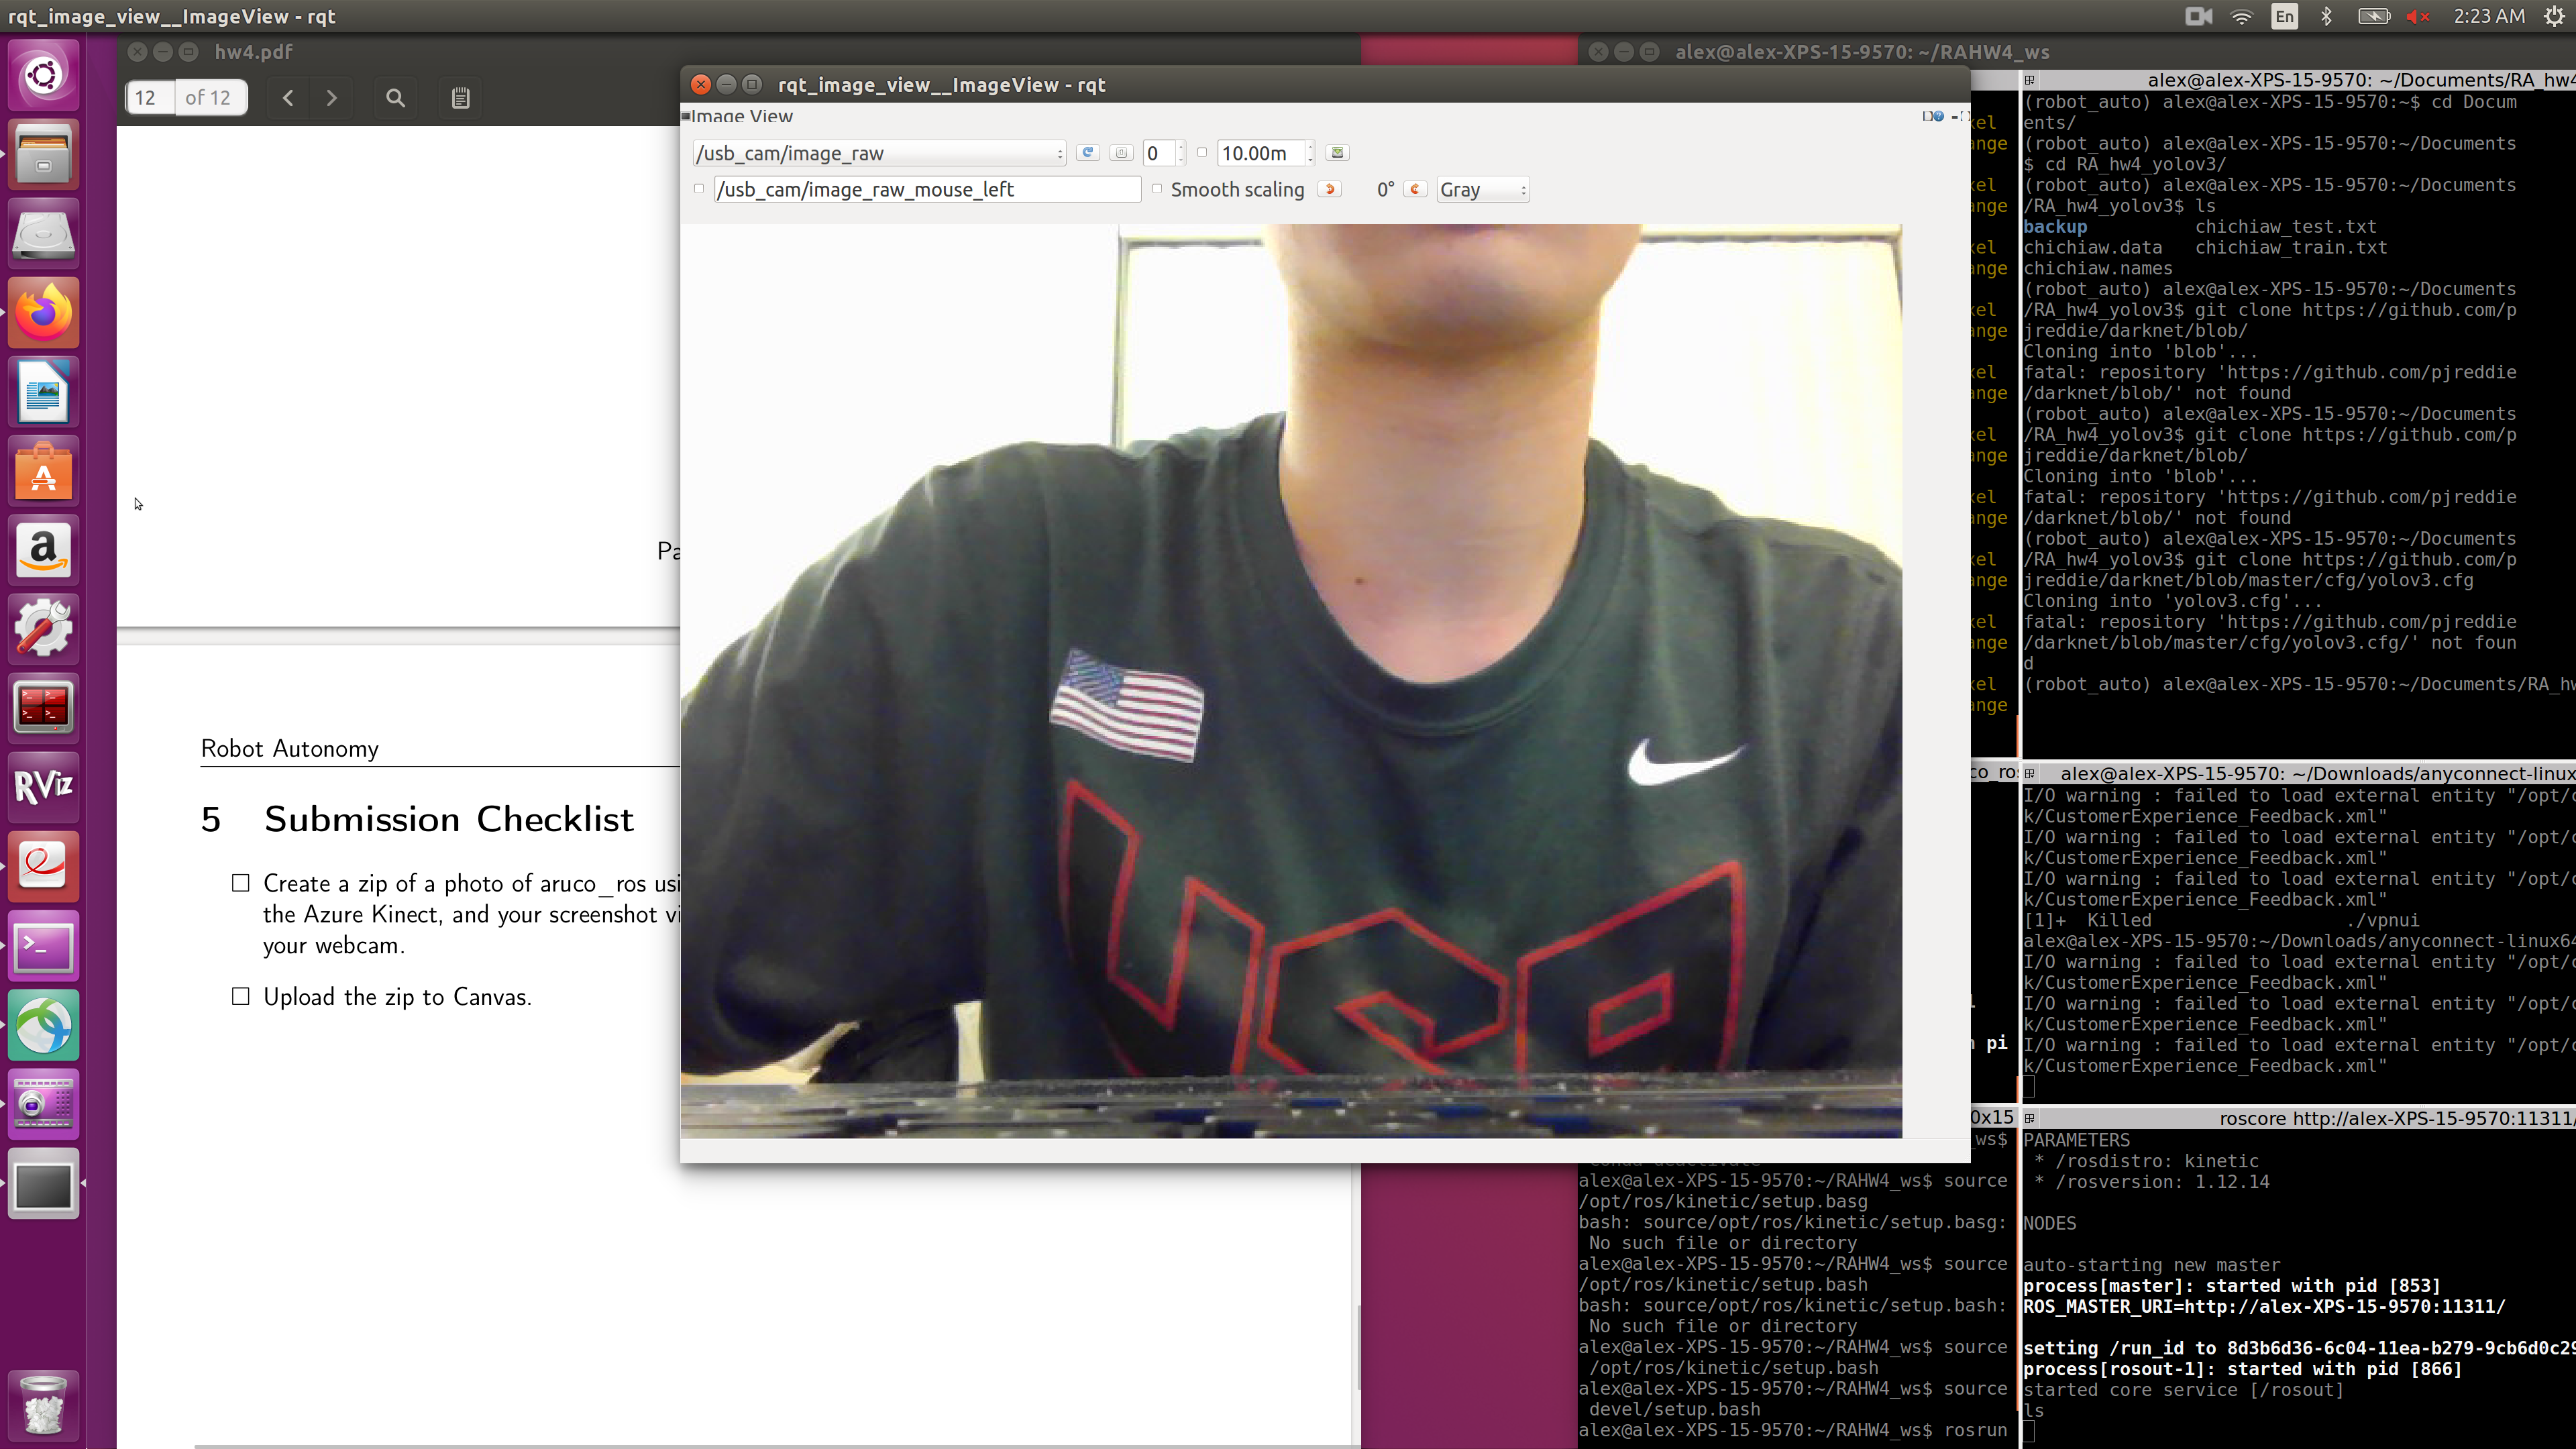 rqt_image_view__ImageView - rqt
En
2:23 AM
hw4.pdf
12 of 12
Pa
Robot Autonomy
5 Submission Checklist
Create a zip of a photo of aruco_ros usi
the Azure Kinect, and your screenshot vi
your webcam.
Upload the zip to Canvas.
RViz
rqt_image_view__ImageView - rqt
Image View
/usb_cam/image_raw
0
10.00m
/usb_cam/image_raw_mouse_left
Smooth scaling
0°
Gray
USA
alex@alex-XPS-15-9570: ~/RAHW4_ws
alex@alex-XPS-15-9570: ~/Documents/RA_hw4
(robot_auto) alex@alex-XPS-15-9570:~$ cd Docum
ents/
(robot_auto) alex@alex-XPS-15-9570:~/Documents
$ cd RA_hw4_yolov3/
(robot_auto) alex@alex-XPS-15-9570:~/Documents
/RA_hw4_yolov3$ ls
backup chichiaw_test.txt
chichiaw.data chichiaw_train.txt
chichiaw.names
(robot_auto) alex@alex-XPS-15-9570:~/Documents
/RA_hw4_yolov3$ git clone https://github.com/p
jreddie/darknet/blob/
Cloning into 'blob'...
fatal: repository 'https://github.com/pjreddie
/darknet/blob/' not found
(robot_auto) alex@alex-XPS-15-9570:~/Documents
/RA_hw4_yolov3$ git clone https://github.com/p
jreddie/darknet/blob/
Cloning into 'blob'...
fatal: repository 'https://github.com/pjreddie
/darknet/blob/' not found
(robot_auto) alex@alex-XPS-15-9570:~/Documents
/RA_hw4_yolov3$ git clone https://github.com/p
jreddie/darknet/blob/master/cfg/yolov3.cfg
Cloning into 'yolov3.cfg'...
fatal: repository 'https://github.com/pjreddie
/darknet/blob/master/cfg/yolov3.cfg/' not foun
d
(robot_auto) alex@alex-XPS-15-9570:~/Documents/RA_hw
alex@alex-XPS-15-9570: ~/Downloads/anyconnect-linux
I/O warning : failed to load external entity "/opt/c
k/CustomerExperience_Feedback.xml"
I/O warning : failed to load external entity "/opt/c
k/CustomerExperience_Feedback.xml"
I/O warning : failed to load external entity "/opt/c
k/CustomerExperience_Feedback.xml"
[1]+ Killed ./vpnui
alex@alex-XPS-15-9570:~/Downloads/anyconnect-linux64
I/O warning : failed to load external entity "/opt/c
k/CustomerExperience_Feedback.xml"
I/O warning : failed to load external entity "/opt/c
k/CustomerExperience_Feedback.xml"
I/O warning : failed to load external entity "/opt/c
k/CustomerExperience_Feedback.xml"
roscore http://alex-XPS-15-9570:11311/
PARAMETERS
* /rosdistro: kinetic
* /rosversion: 1.12.14
NODES
auto-starting new master
process[master]: started with pid [853]
ROS_MASTER_URI=http://alex-XPS-15-9570:11311/
setting /run_id to 8d3b6d36-6c04-11ea-b279-9cb6d0c29
process[rosout-1]: started with pid [866]
started core service [/rosout]
ls
alex@alex-XPS-15-9570:~/RAHW4_ws$ source
/opt/ros/kinetic/setup.basg
bash: source/opt/ros/kinetic/setup.basg:
No such file or directory
alex@alex-XPS-15-9570:~/RAHW4_ws$ source
/opt/ros/kinetic/setup.bash
bash: source/opt/ros/kinetic/setup.bash:
No such file or directory
alex@alex-XPS-15-9570:~/RAHW4_ws$ source
/opt/ros/kinetic/setup.bash
alex@alex-XPS-15-9570:~/RAHW4_ws$ source
devel/setup.bash
alex@alex-XPS-15-9570:~/RAHW4_ws$ rosrun